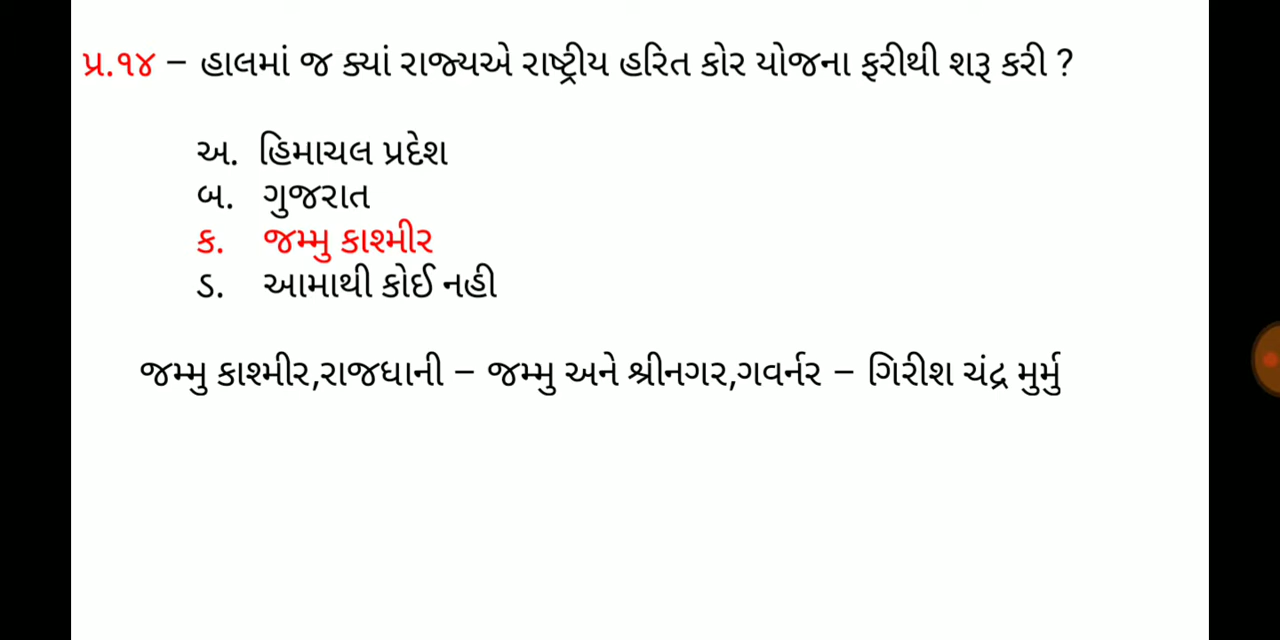 પ્ર.૧૪ – હાલમાં જ ક્યાં રાજ્યએ રાષ્ટ્રીય હરિત કોર યોજના ફરીથી શરૂ કરી ?
અ. હિમાચલ પ્રદેશ
બ. ગુજરાત
ક. જમ્મુ કાશ્મીર
ડ. આમાથી કોઈ નહી
જમ્મુ કાશ્મીર,રાજધાની – જમ્મુ અને શ્રીનગર,ગવર્નર – ગિરીશ ચંદ્ર મુર્મુ